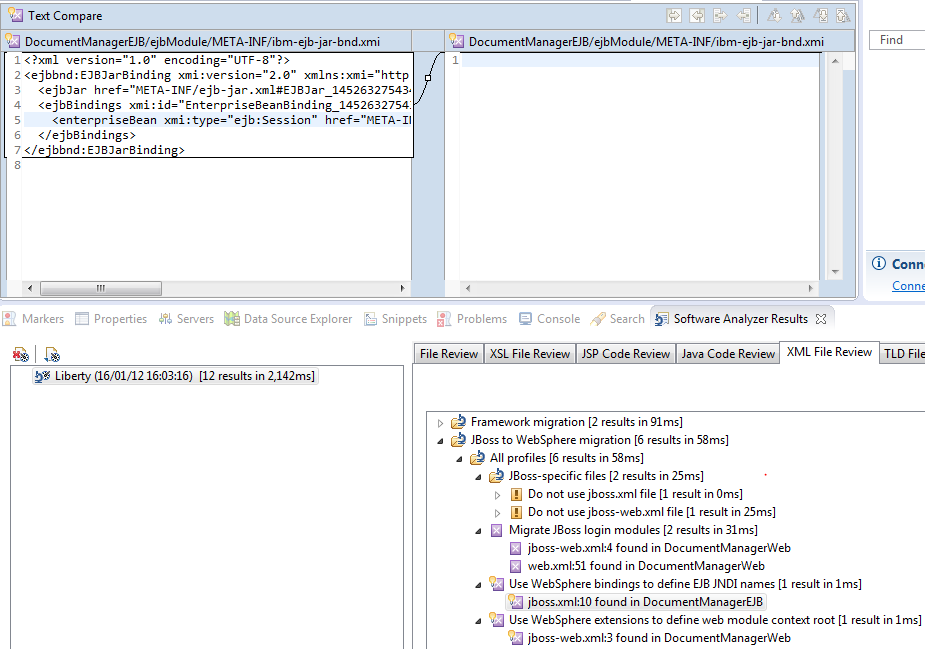 Text Compare
DocumentManagerEJB/ejbModule/META-INF/ibm-ejb-jar-bnd.xmi
DocumentManagerEJB/ejbModule/META-INF/ibm-ejb-jar-bnd.xmi
1 <?xml version="1.0" encoding="UTF-8"?>
2 <ejbbnd:EJBJarBinding xmi:version="2.0" xmlns:xmi="http
3 <ejbJar href="META-INF/ejb-jar.xml#EJBJar_145263275434
4 <ejbBindings xmi:id="EnterpriseBeanBinding_14526327543
5 <enterpriseBean xmi:type="ejb:Session" href="META-I
6 </ejbBindings>
7 </ejbbnd:EJBJarBinding>
8
1
Find
Conne
Conne
Markers
Properties
Servers
Data Source Explorer
Snippets
Problems
Console
Search
Software Analyzer Results
Liberty (16/01/12 16:03:16) [12 results in 2,142ms]
File Review
XSL File Review
JSP Code Review
Java Code Review
XML File Review
TLD File
Framework migration [2 results in 91ms]
JBoss to WebSphere migration [6 results in 58ms]
All profiles [6 results in 58ms]
JBoss-specific files [2 results in 25ms]
Do not use jboss.xml file [1 result in 0ms]
Do not use jboss-web.xml file [1 result in 25ms]
Migrate JBoss login modules [2 results in 31ms]
jboss-web.xml:4 found in DocumentManagerWeb
web.xml:51 found in DocumentManagerWeb
Use WebSphere bindings to define EJB JNDI names [1 result in 1ms]
jboss.xml:10 found in DocumentManagerEJB
Use WebSphere extensions to define web module context root [1 result in 1ms]
jboss-web.xml:3 found in DocumentManagerWeb